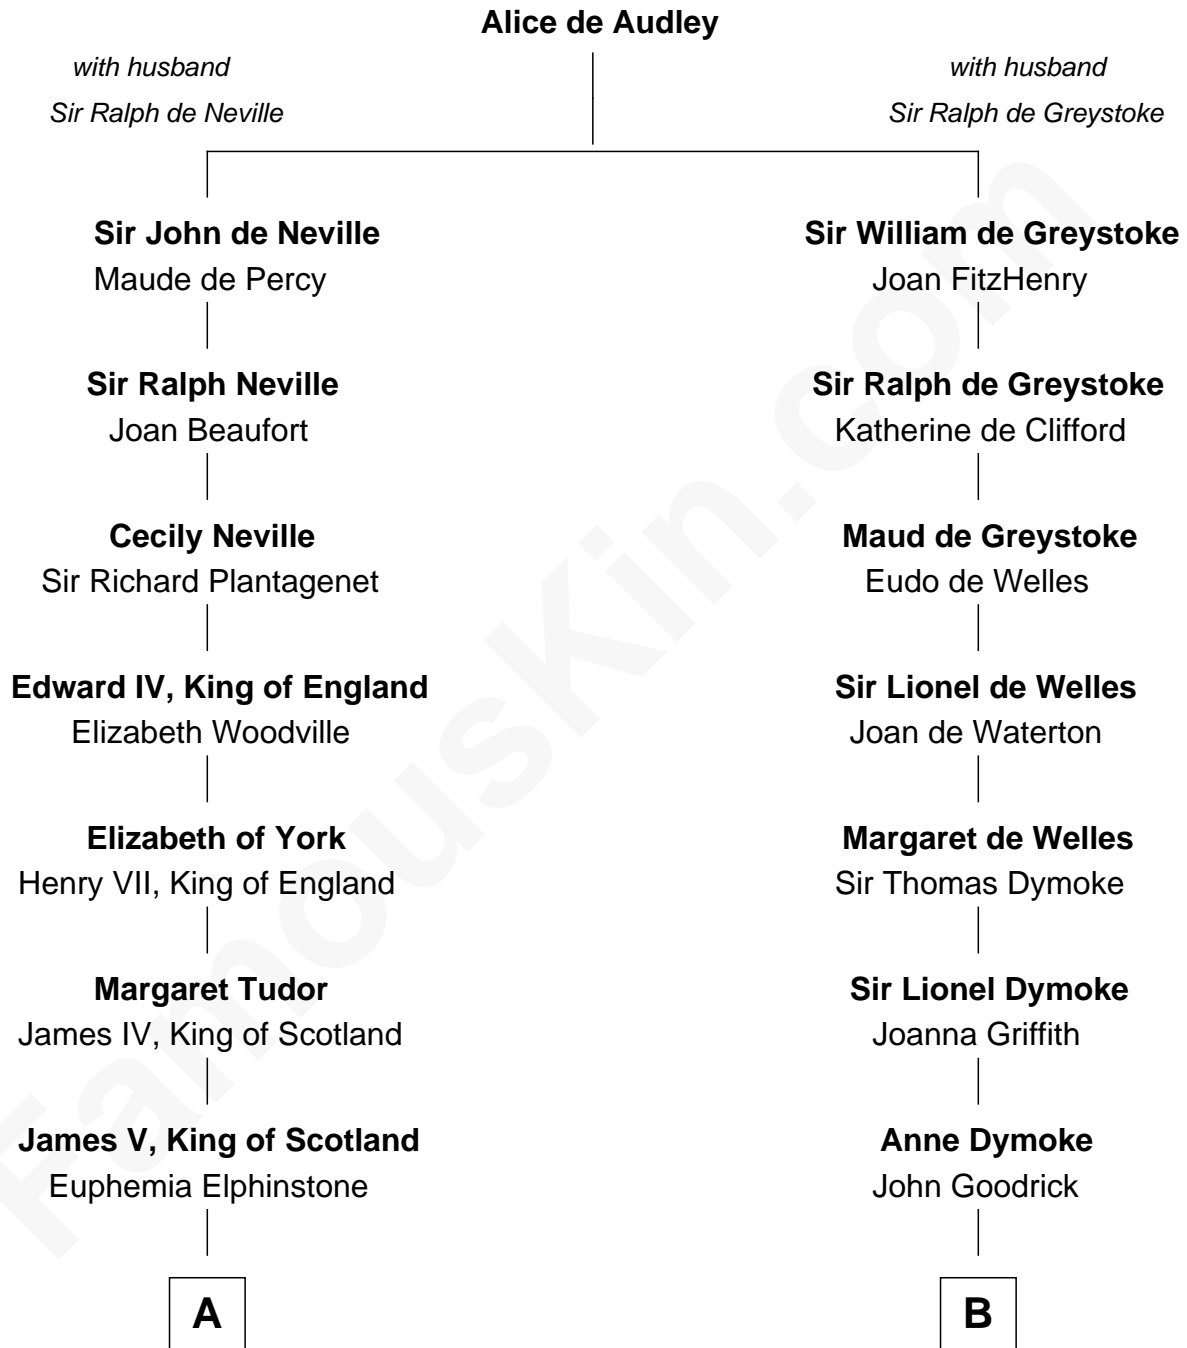 Alice de Audley
with husband
Sir Ralph de Neville
with husband
Sir Ralph de Greystoke
Sir John de Neville
Maude de Percy
Sir William de Greystoke
Joan FitzHenry
Sir Ralph Neville
Joan Beaufort
Sir Ralph de Greystoke
Katherine de Clifford
Cecily Neville
Sir Richard Plantagenet
Maud de Greystoke
Eudo de Welles
Edward IV, King of England
Elizabeth Woodville
Sir Lionel de Welles
Joan de Waterton
Elizabeth of York
Henry VII, King of England
Margaret de Welles
Sir Thomas Dymoke
Margaret Tudor
James IV, King of Scotland
Sir Lionel Dymoke
Joanna Griffith
James V, King of Scotland
Euphemia Elphinstone
Anne Dymoke
John Goodrick
A
B
FamousKin.com